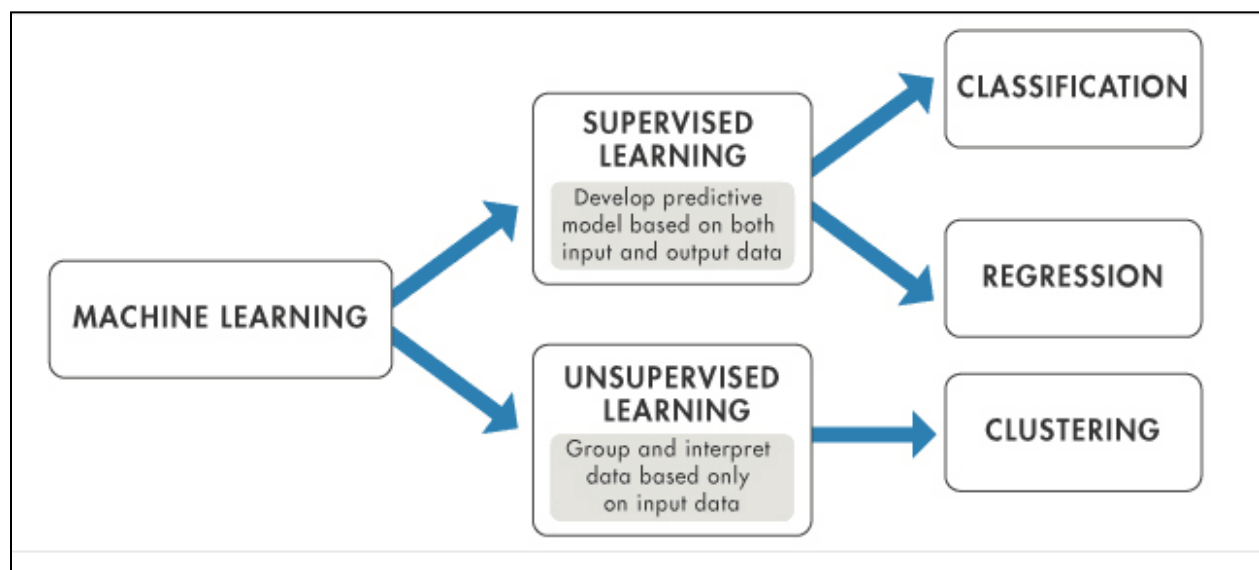 MACHINE LEARNING
SUPERVISED
LEARNING
Develop predictive
model based on both
input and output data
UNSUPERVISED
LEARNING
Group and interpret
data based only
on input data
CLASSIFICATION
REGRESSION
CLUSTERING